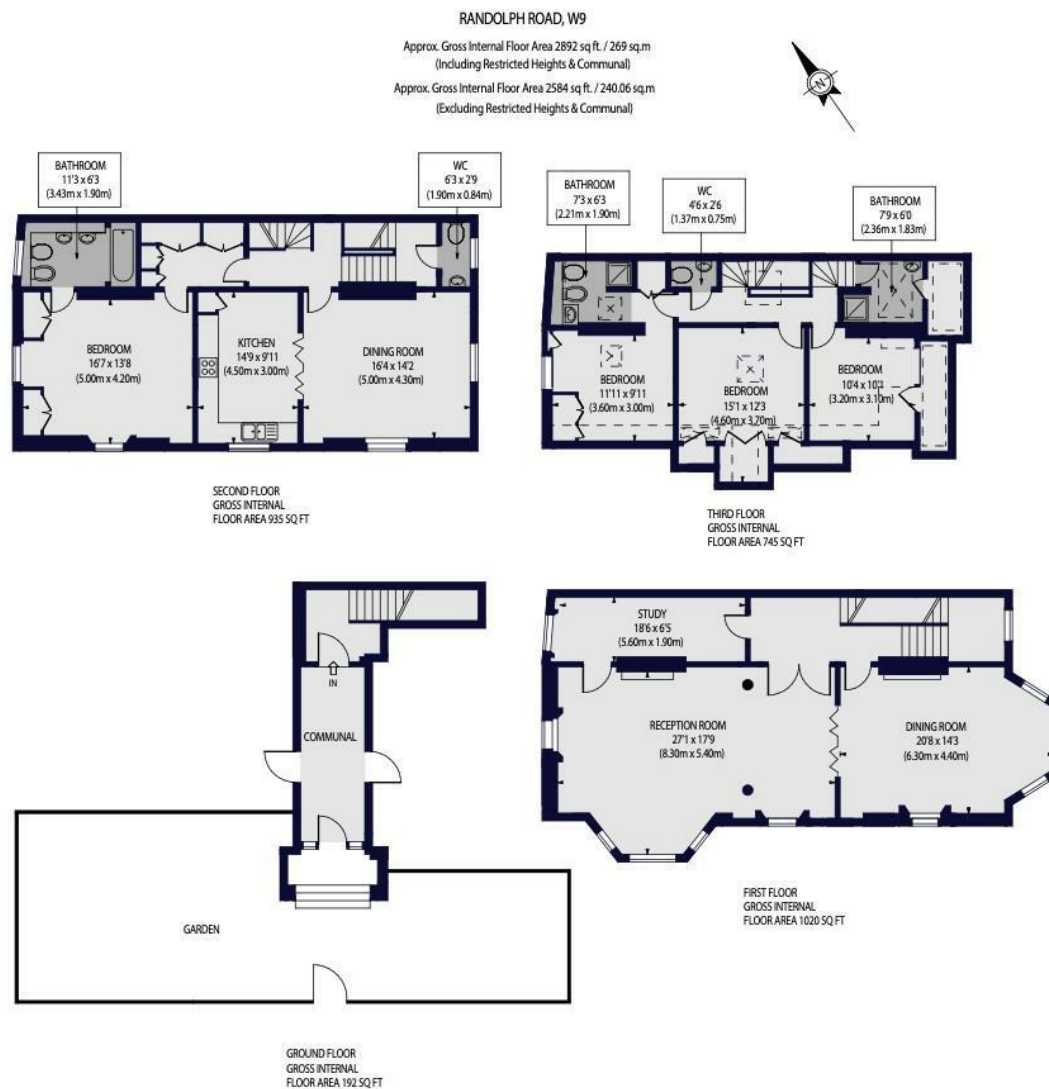 RANDOLPH ROAD, W9
Approx. Gross Internal Floor Area 2892 sq ft. / 269 sq.m
(Including Restricted Heights & Communal)
Approx. Gross Internal Floor Area 2584 sq ft. / 240.06 sq.m
(Excluding Restricted Heights & Communal)
N
BATHROOM
11'3 x 6'3
(3.43m x 1.90m)
WC
6'3 x 2'9
(1.90m x 0.84m)
BEDROOM
16'7 x 13'8
(5.00m x 4.20m)
KITCHEN
14'9 x 9'11
(4.50m x 3.00m)
DINING ROOM
16'4 x 14'2
(5.00m x 4.30m)
SECOND FLOOR
GROSS INTERNAL
FLOOR AREA 935 SQ FT
BATHROOM
7'3 x 6'3
(2.21m x 1.90m)
WC
4'6 x 2'6
(1.37m x 0.75m)
BATHROOM
7'9 x 6'0
(2.36m x 1.83m)
BEDROOM
11'11 x 9'11
(3.60m x 3.00m)
BEDROOM
15'1 x 12'3
(4.60m x 3.70m)
BEDROOM
10'4 x 10'1
(3.20m x 3.10m)
THIRD FLOOR
GROSS INTERNAL
FLOOR AREA 745 SQ FT
IN
COMMUNAL
GARDEN
GROUND FLOOR
GROSS INTERNAL
FLOOR AREA 192 SQ FT
STUDY
18'6 x 6'5
(5.60m x 1.90m)
RECEPTION ROOM
27'1 x 17'9
(8.30m x 5.40m)
DINING ROOM
20'8 x 14'3
(6.30m x 4.40m)
FIRST FLOOR
GROSS INTERNAL
FLOOR AREA 1020 SQ FT